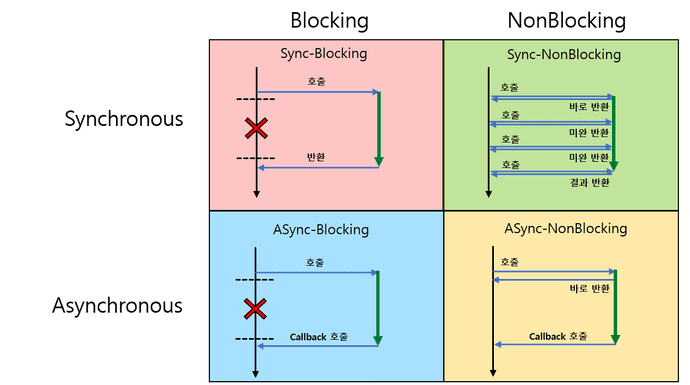 Blocking
NonBlocking
Synchronous
Sync-Blocking
호출
반환
Sync-NonBlocking
호출
바로 반환
호출
미완 반환
호출
미완 반환
호출
결과 반환
Asynchronous
ASync-Blocking
호출
Callback 호출
ASync-NonBlocking
호출
바로 반환
Callback 호출